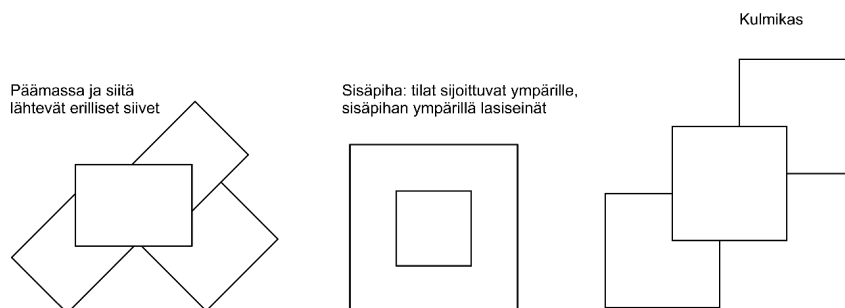 Kulmikas
Päämassa ja siitä
lähtevät erilliset siivet
Sisäpiha: tilat sijoittuvat ympärille,
sisäpihan ympärillä lasiseinät